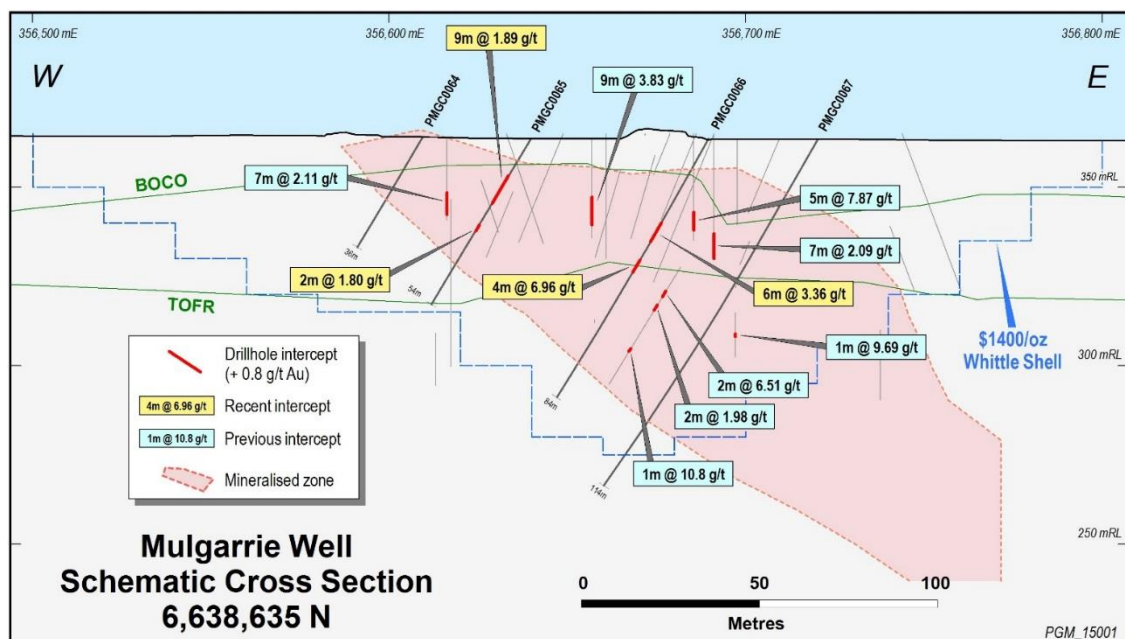 356,500 mE
356,600 mE
356,700 mE
356,800 mE
9m @ 1.89 g/t
W
E
9m @ 3.83 g/t
PMGC0064
PMGC0065
PMGC0066
PMGC0067
7m @ 2.11 g/t
BOCO
350 mRL
5m @ 7.87 g/t
7m @ 2.09 g/t
36m
2m @ 1.80 g/t
4m @ 6.96 g/t
6m @ 3.36 g/t
54m
TOFR
$1400/oz
Whittle Shell
1m @ 9.69 g/t
300 mRL
2m @ 6.51 g/t
84m
2m @ 1.98 g/t
1m @ 10.8 g/t
114m
Drillhole intercept
(+ 0.8 g/t Au)
4m @ 6.96 g/t
Recent intercept
1m @ 10.8 g/t
Previous intercept
Mineralised zone
250 mRL
Mulgarrie Well
Schematic Cross Section
6,638,635 N
0
50
100
Metres
PGM_15001